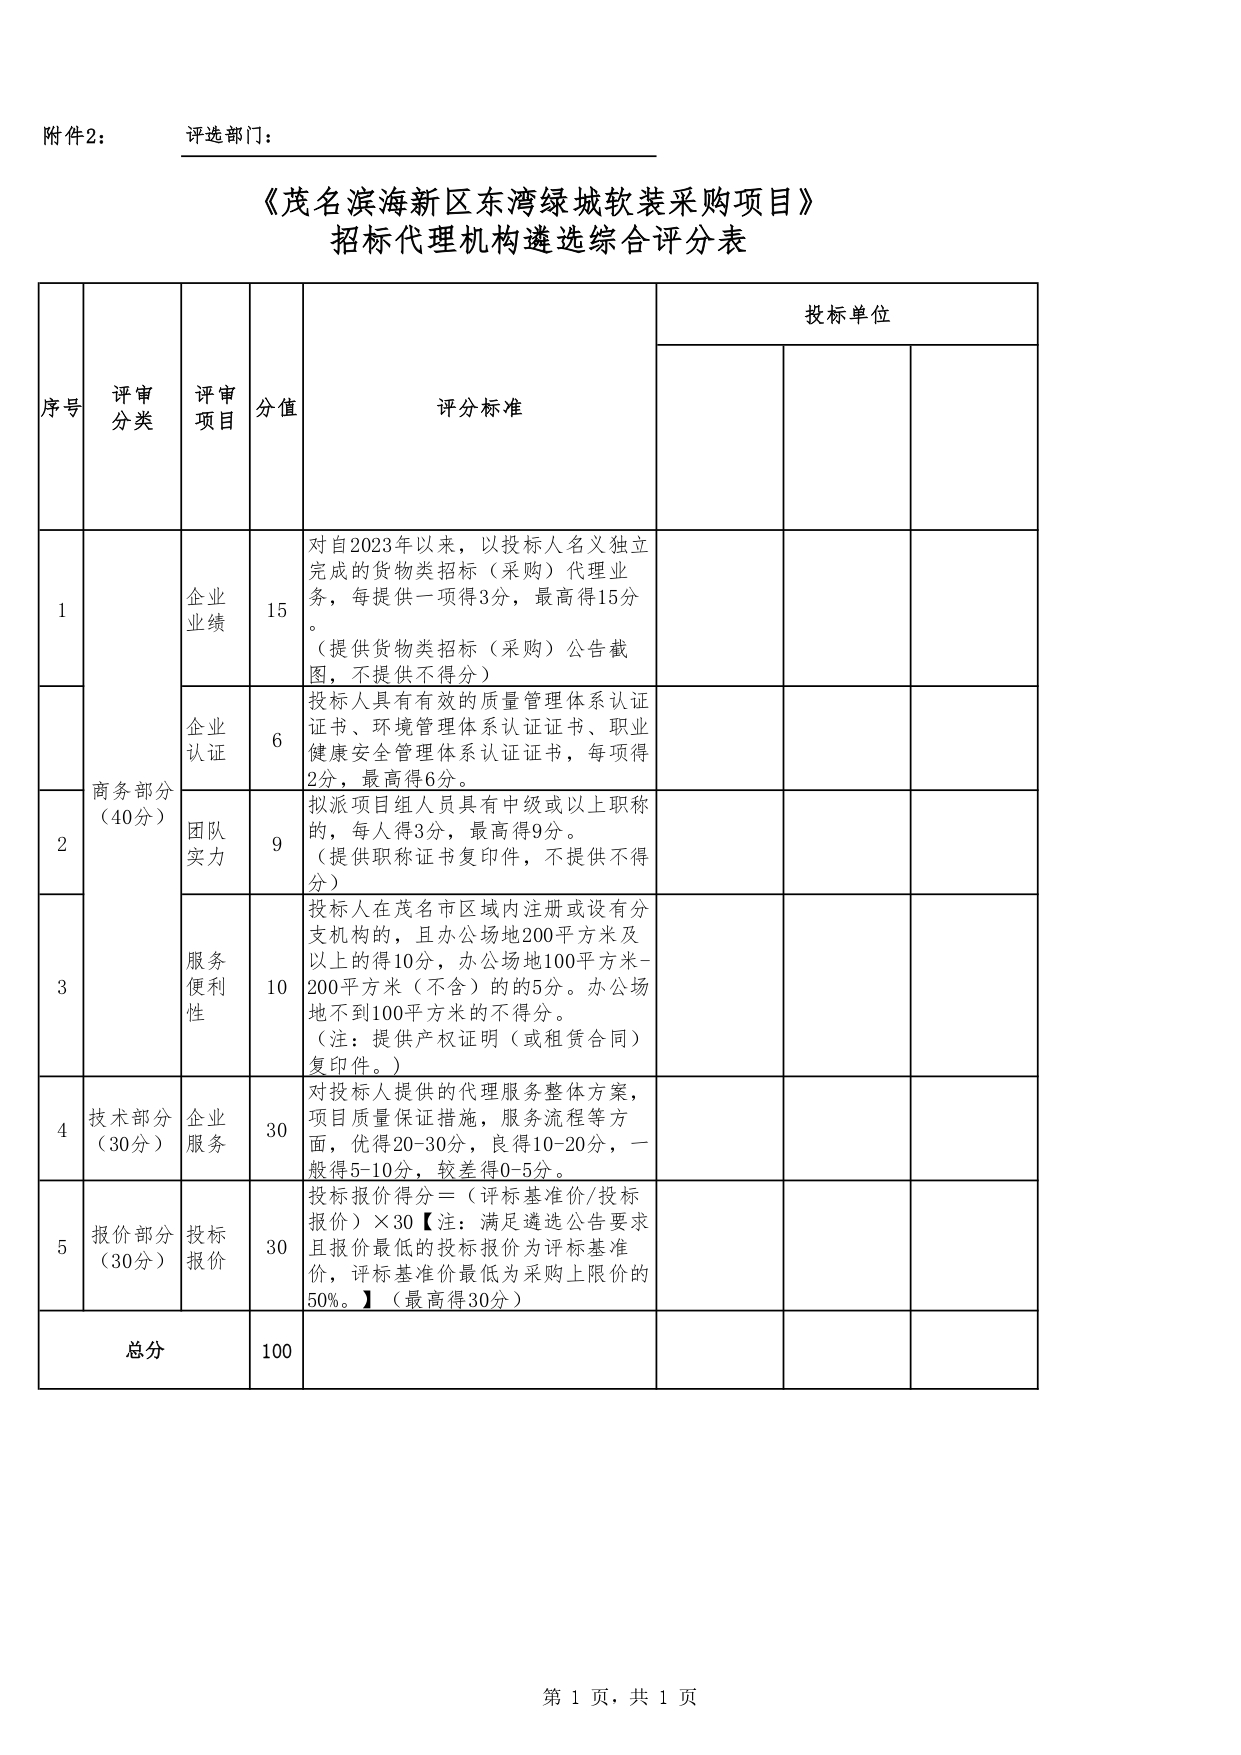 附件2： 评选部门：
《茂名滨海新区东湾绿城软装采购项目》
招标代理机构遴选综合评分表
序号 评审 分类 评审 项目 分值 评分标准 投标单位
1
商务部分
（40分）
企业
业绩
15
对自2023年以来，以投标人名义独立
完成的货物类招标（采购）代理业
务，每提供一项得3分，最高得15分
。
（提供货物类招标（采购）公告截
图，不提供不得分）
企业
认证
6
投标人具有有效的质量管理体系认证
证书、环境管理体系认证证书、职业
健康安全管理体系认证证书，每项得
2分，最高得6分。
2
团队
实力
9
拟派项目组人员具有中级或以上职称
的，每人得3分，最高得9分。
（提供职称证书复印件，不提供不得
分）
3
服务
便利
性
10
投标人在茂名市区域内注册或设有分
支机构的，且办公场地200平方米及
以上的得10分，办公场地100平方米-
200平方米（不含）的的5分。办公场
地不到100平方米的不得分。
（注：提供产权证明（或租赁合同）
复印件。）
4
技术部分
（30分）
企业
服务
30
对投标人提供的代理服务整体方案，
项目质量保证措施，服务流程等方
面，优得20-30分，良得10-20分，一
般得5-10分，较差得0-5分。
5
报价部分
（30分）
投标
报价
30
投标报价得分＝（评标基准价/投标
报价）×30【注：满足遴选公告要求
且报价最低的投标报价为评标基准
价，评标基准价最低为采购上限价的
50%。】（最高得30分）
总分 100
第 1 页，共 1 页